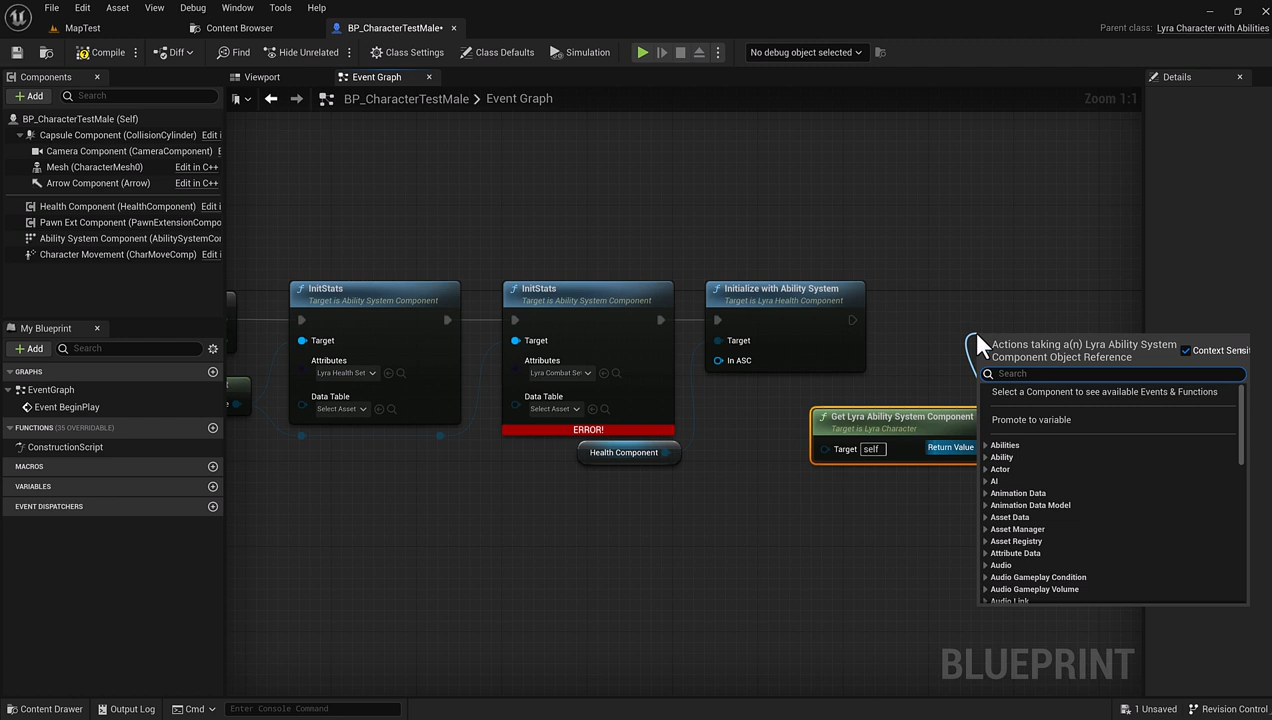 File Edit Asset View Debug Window Tools Help
MapTest Content Browser BP_CharacterTestMale• Parent class: Lyra Character with Abilities
Compile Diff Find Hide Unrelated Class Settings Class Defaults Simulation No debug object selected
Components Viewport Event Graph Details
Add Search BP_CharacterTestMale Event Graph Zoom 1:1
BP_CharacterTestMale (Self)
Capsule Component (CollisionCylinder) Edit i
Camera Component (CameraComponent) E
Mesh (CharacterMesh0) Edit in C++
Arrow Component (Arrow) Edit in C++
Health Component (HealthComponent) Edit i
Pawn Ext Component (PawnExtensionCompo
Ability System Component (AbilitySystemCor
Character Movement (CharMoveComp) Edit i
My Blueprint
Add Search
GRAPHS
EventGraph
Event BeginPlay
FUNCTIONS (35 OVERRIDABLE)
ConstructionScript
MACROS
VARIABLES
EVENT DISPATCHERS
InitStats
Target is Ability System Component
Target
Attributes
Lyra Health Set
Data Table
Select Asset
InitStats
Target is Ability System Component
Target
Attributes
Lyra Combat Set
Data Table
Select Asset
ERROR!
Health Component
Initialize with Ability System
Target is Lyra Health Component
Target
In ASC
Get Lyra Ability System Component
Target is Lyra Character
Target self Return Value
Actions taking a(n) Lyra Ability System
Component Object Reference
Context Sensit
Search
Select a Component to see available Events & Functions
Promote to variable
Abilities
Ability
Actor
AI
Animation Data
Animation Data Model
Asset Data
Asset Manager
Asset Registry
Attribute Data
Audio
Audio Gameplay Condition
Audio Gameplay Volume
Audio Link
BLUEPRINT
Content Drawer Output Log Cmd Enter Console Command 1 Unsaved Revision Control